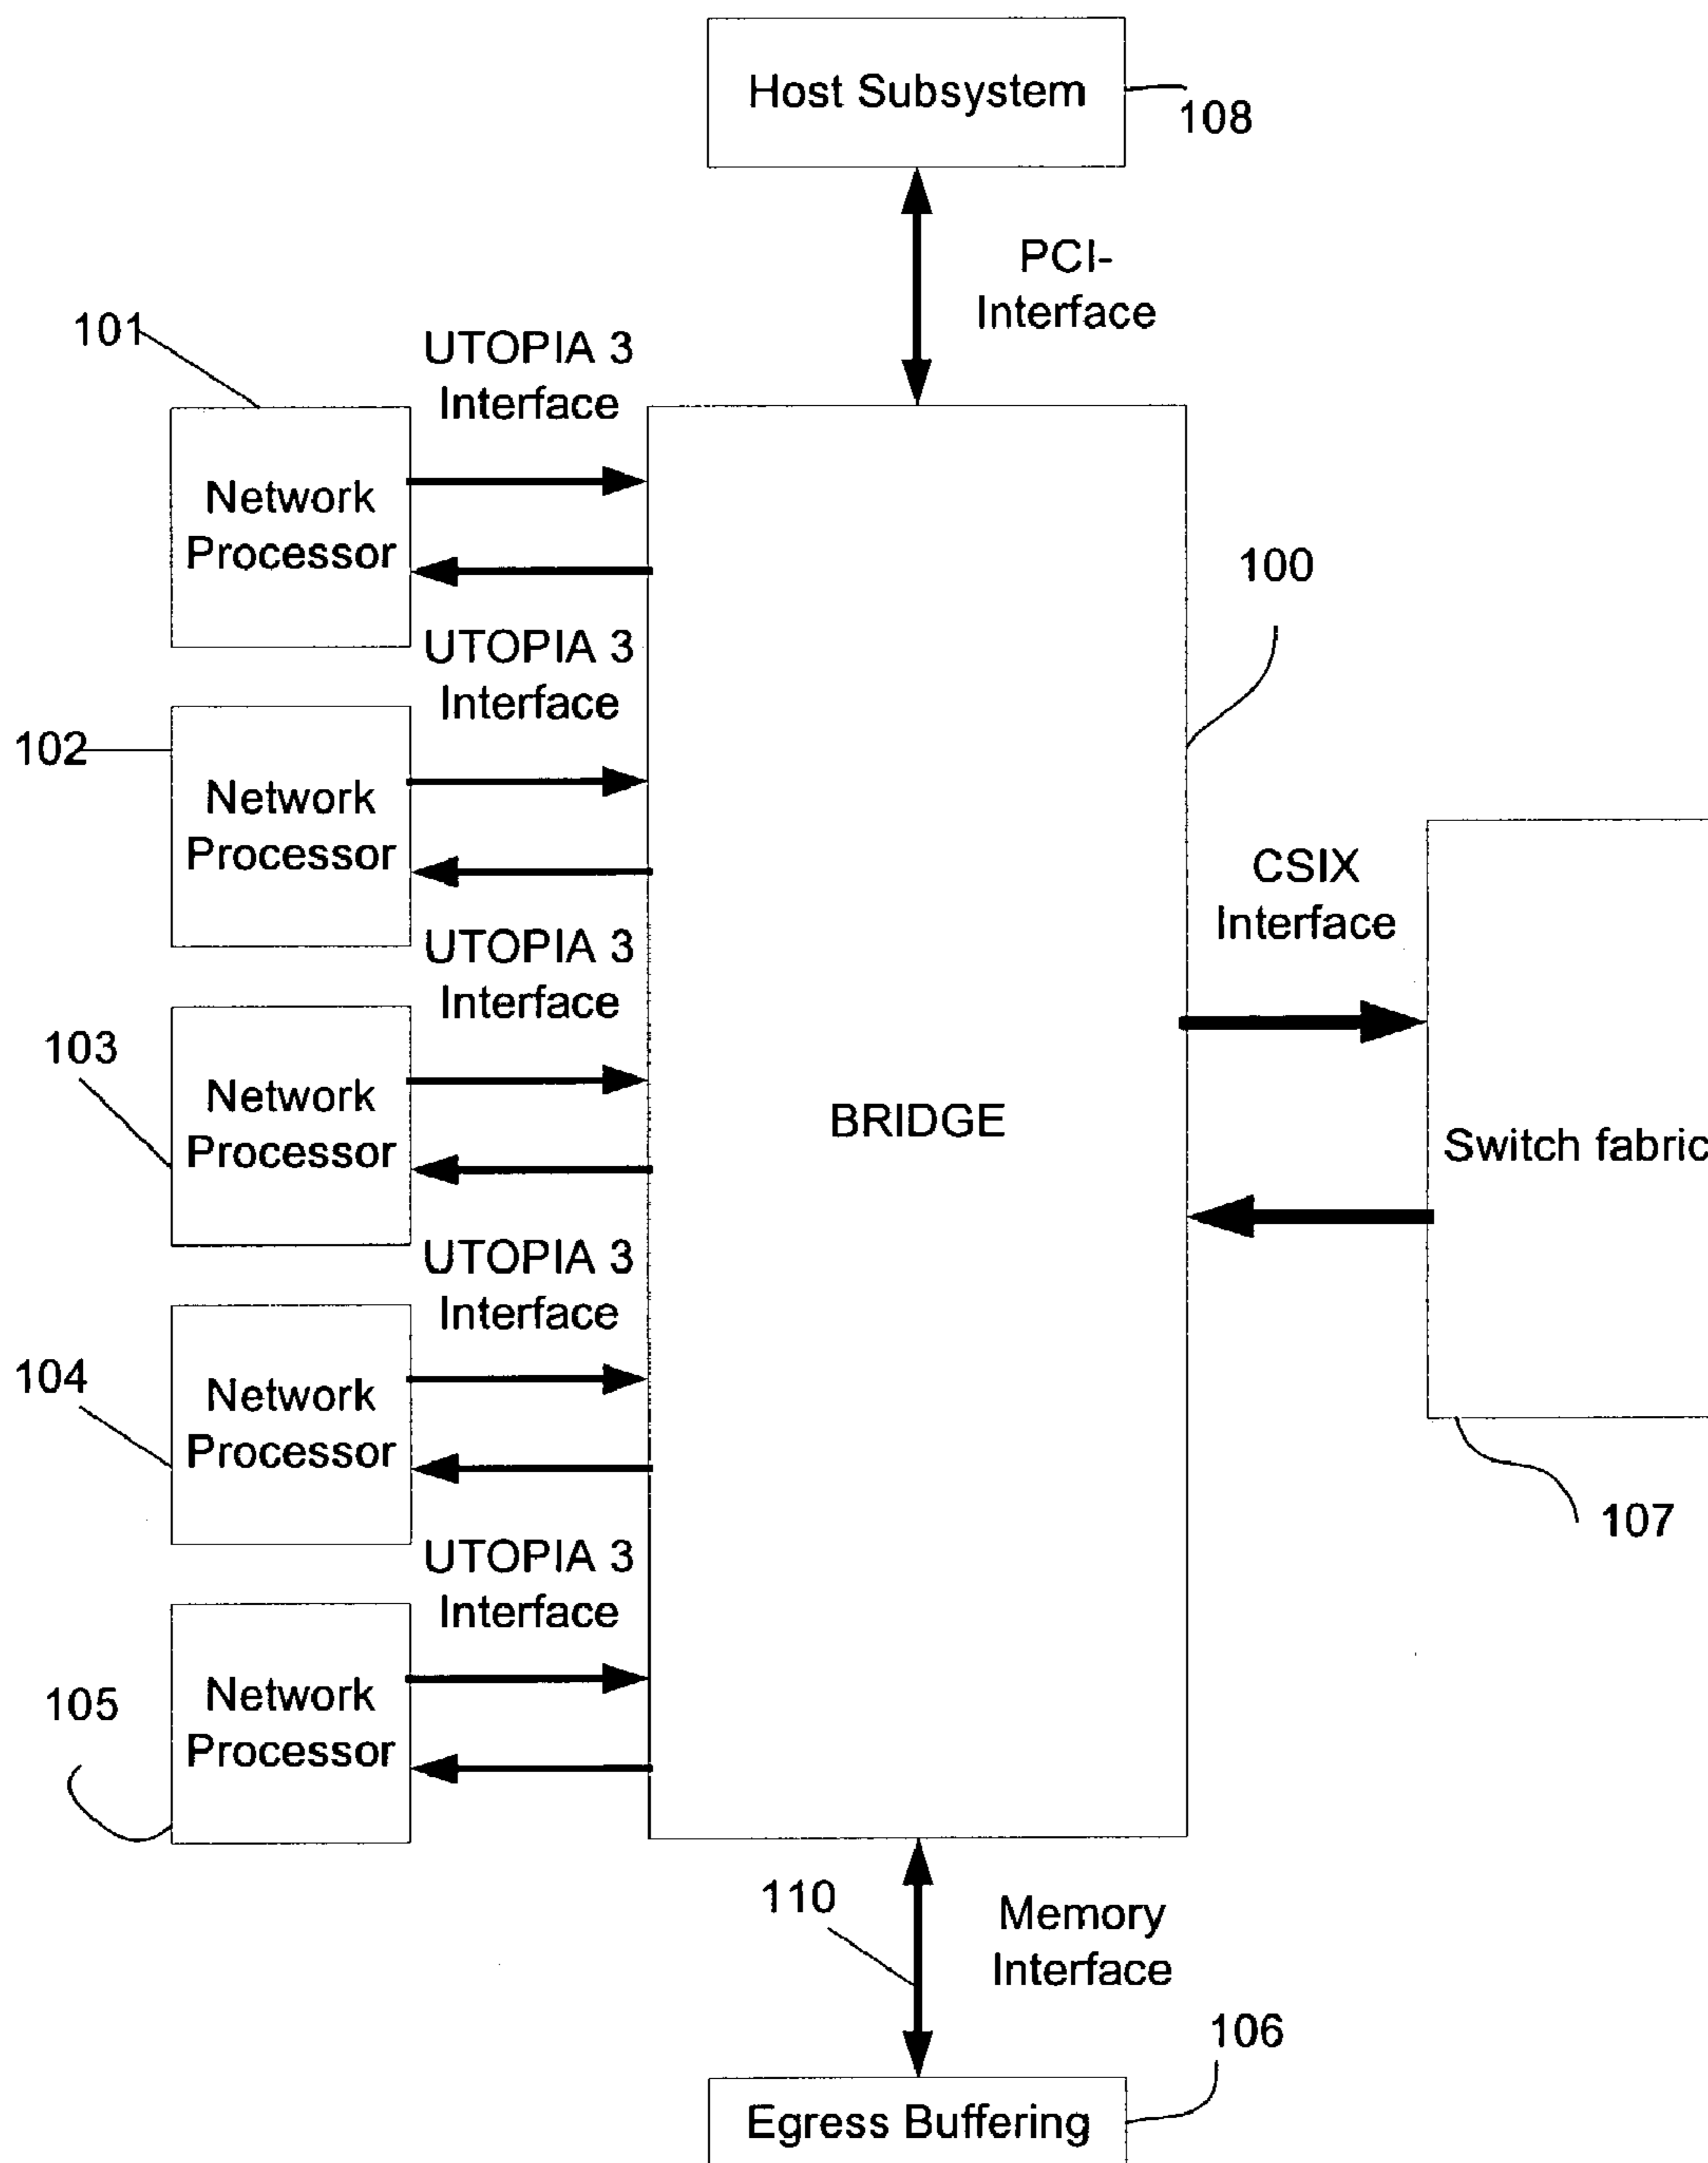 Host Subsystem
108
PCI-
Interface
101
UTOPIA 3
Interface
Network
Processor
100
UTOPIA 3
Interface
102
Network
Processor
CSIX
Interface
UTOPIA 3
Interface
103
Network
Processor
BRIDGE
Switch fabric
UTOPIA 3
Interface
104
Network
Processor
107
UTOPIA 3
Interface
105
Network
Processor
110
Memory
Interface
106
Egress Buffering